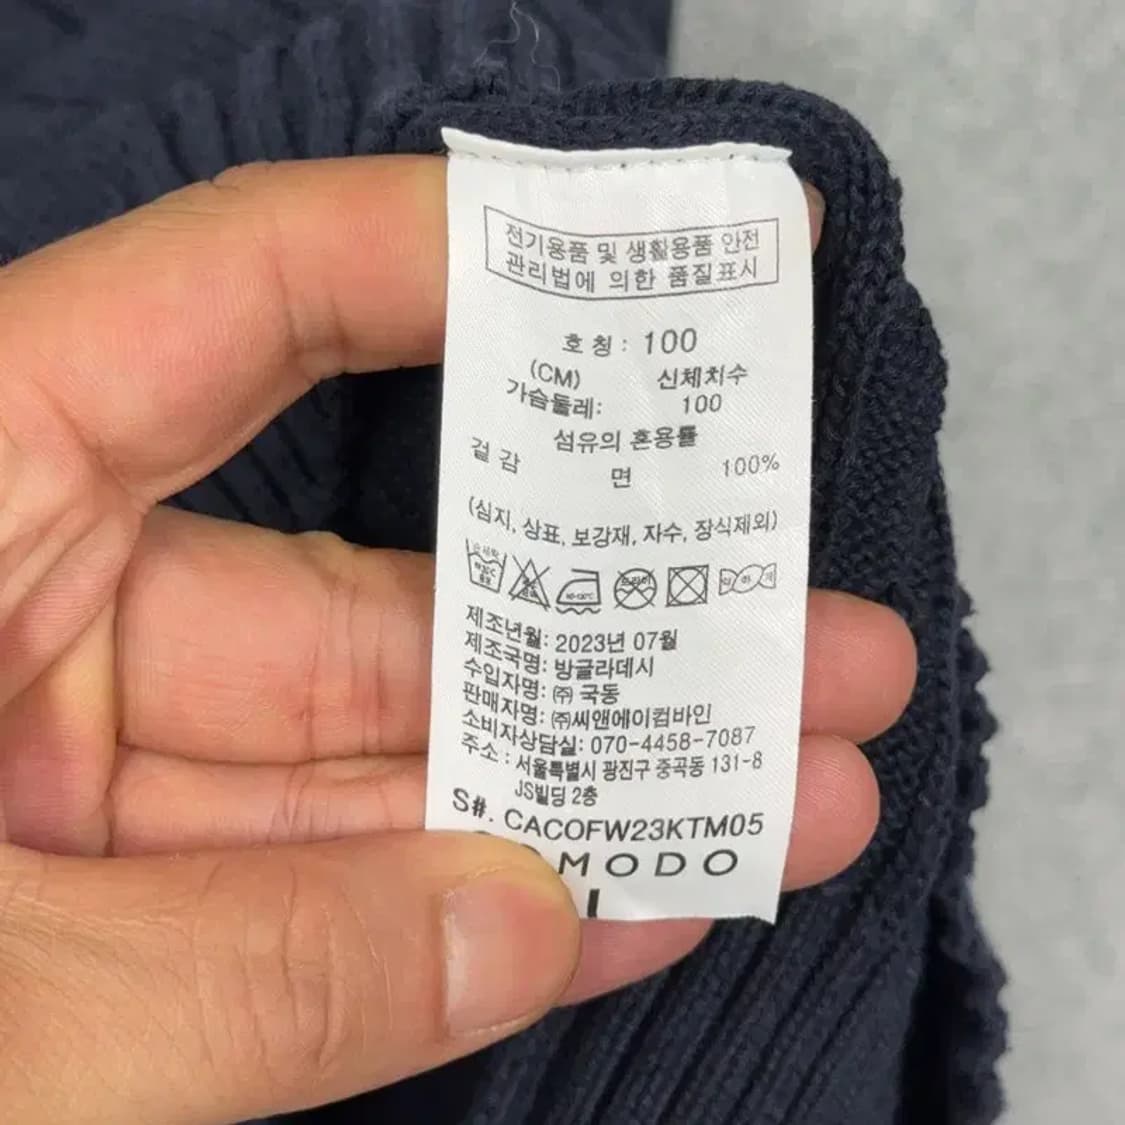 전기용품 및 생활용품 안전
관리법에 의한 품질표시
호 칭 : 100
(CM) 신체치수
가슴둘레: 100
섬유의 혼용률
겉 감 면 100%
(심지, 상표, 보강재, 자수, 장식제외)
제조년월: 2023년 07월
제조국명: 방글라데시
수입자명: ㈜ 국동
판매자명: ㈜씨앤에이컴바인
소비자상담실: 070-4458-7087
주소 : 서울특별시 광진구 중곡동 131-8
JS빌딩 2층
S#. CACOFW23KTM05
MODO